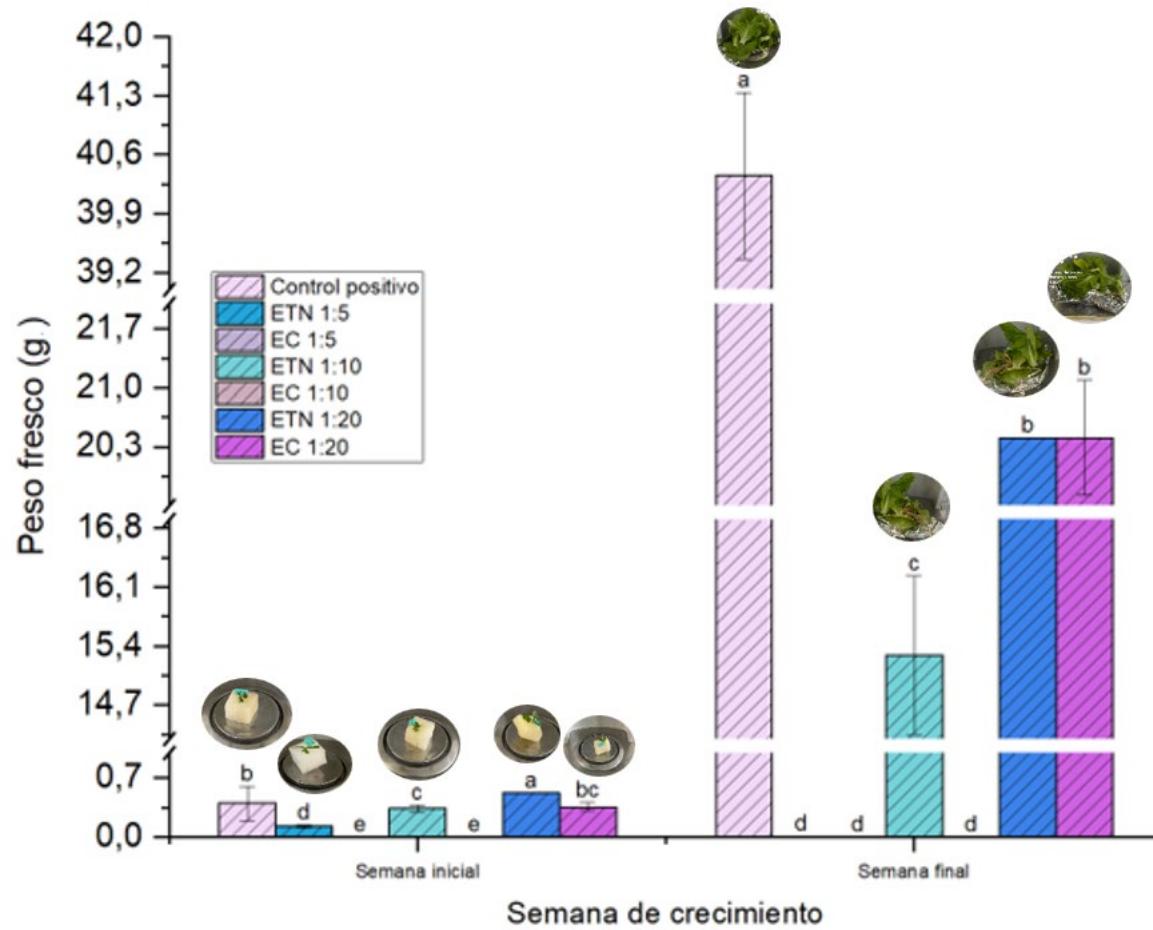 42,0
41,3
40,6
39,9
39,2
21,7
21,0
20,3
16,8
16,1
15,4
14,7
0,7
0,0
Peso fresco (g.)
Control positivo
ETN 1:5
EC 1:5
ETN 1:10
EC 1:10
ETN 1:20
EC 1:20
b
d
e
c
e
a
bc
a
d
d
c
d
b
b
Semana inicial
Semana final
Semana de crecimiento